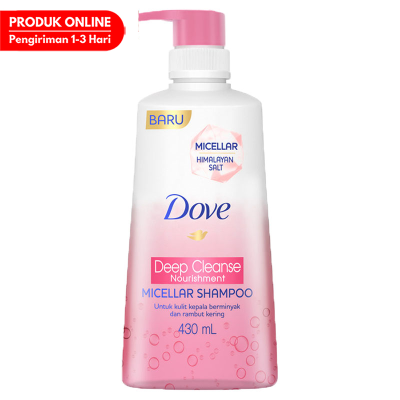 PRODUK ONLINE
Pengiriman 1-3 Hari
BARU
MICELLAR
HIMALAYAN
SALT
Dove
Deep Cleanse
Nourishment
MICELLAR SHAMPOO
Untuk kulit kepala berminyak
dan rambut kering
430 mL